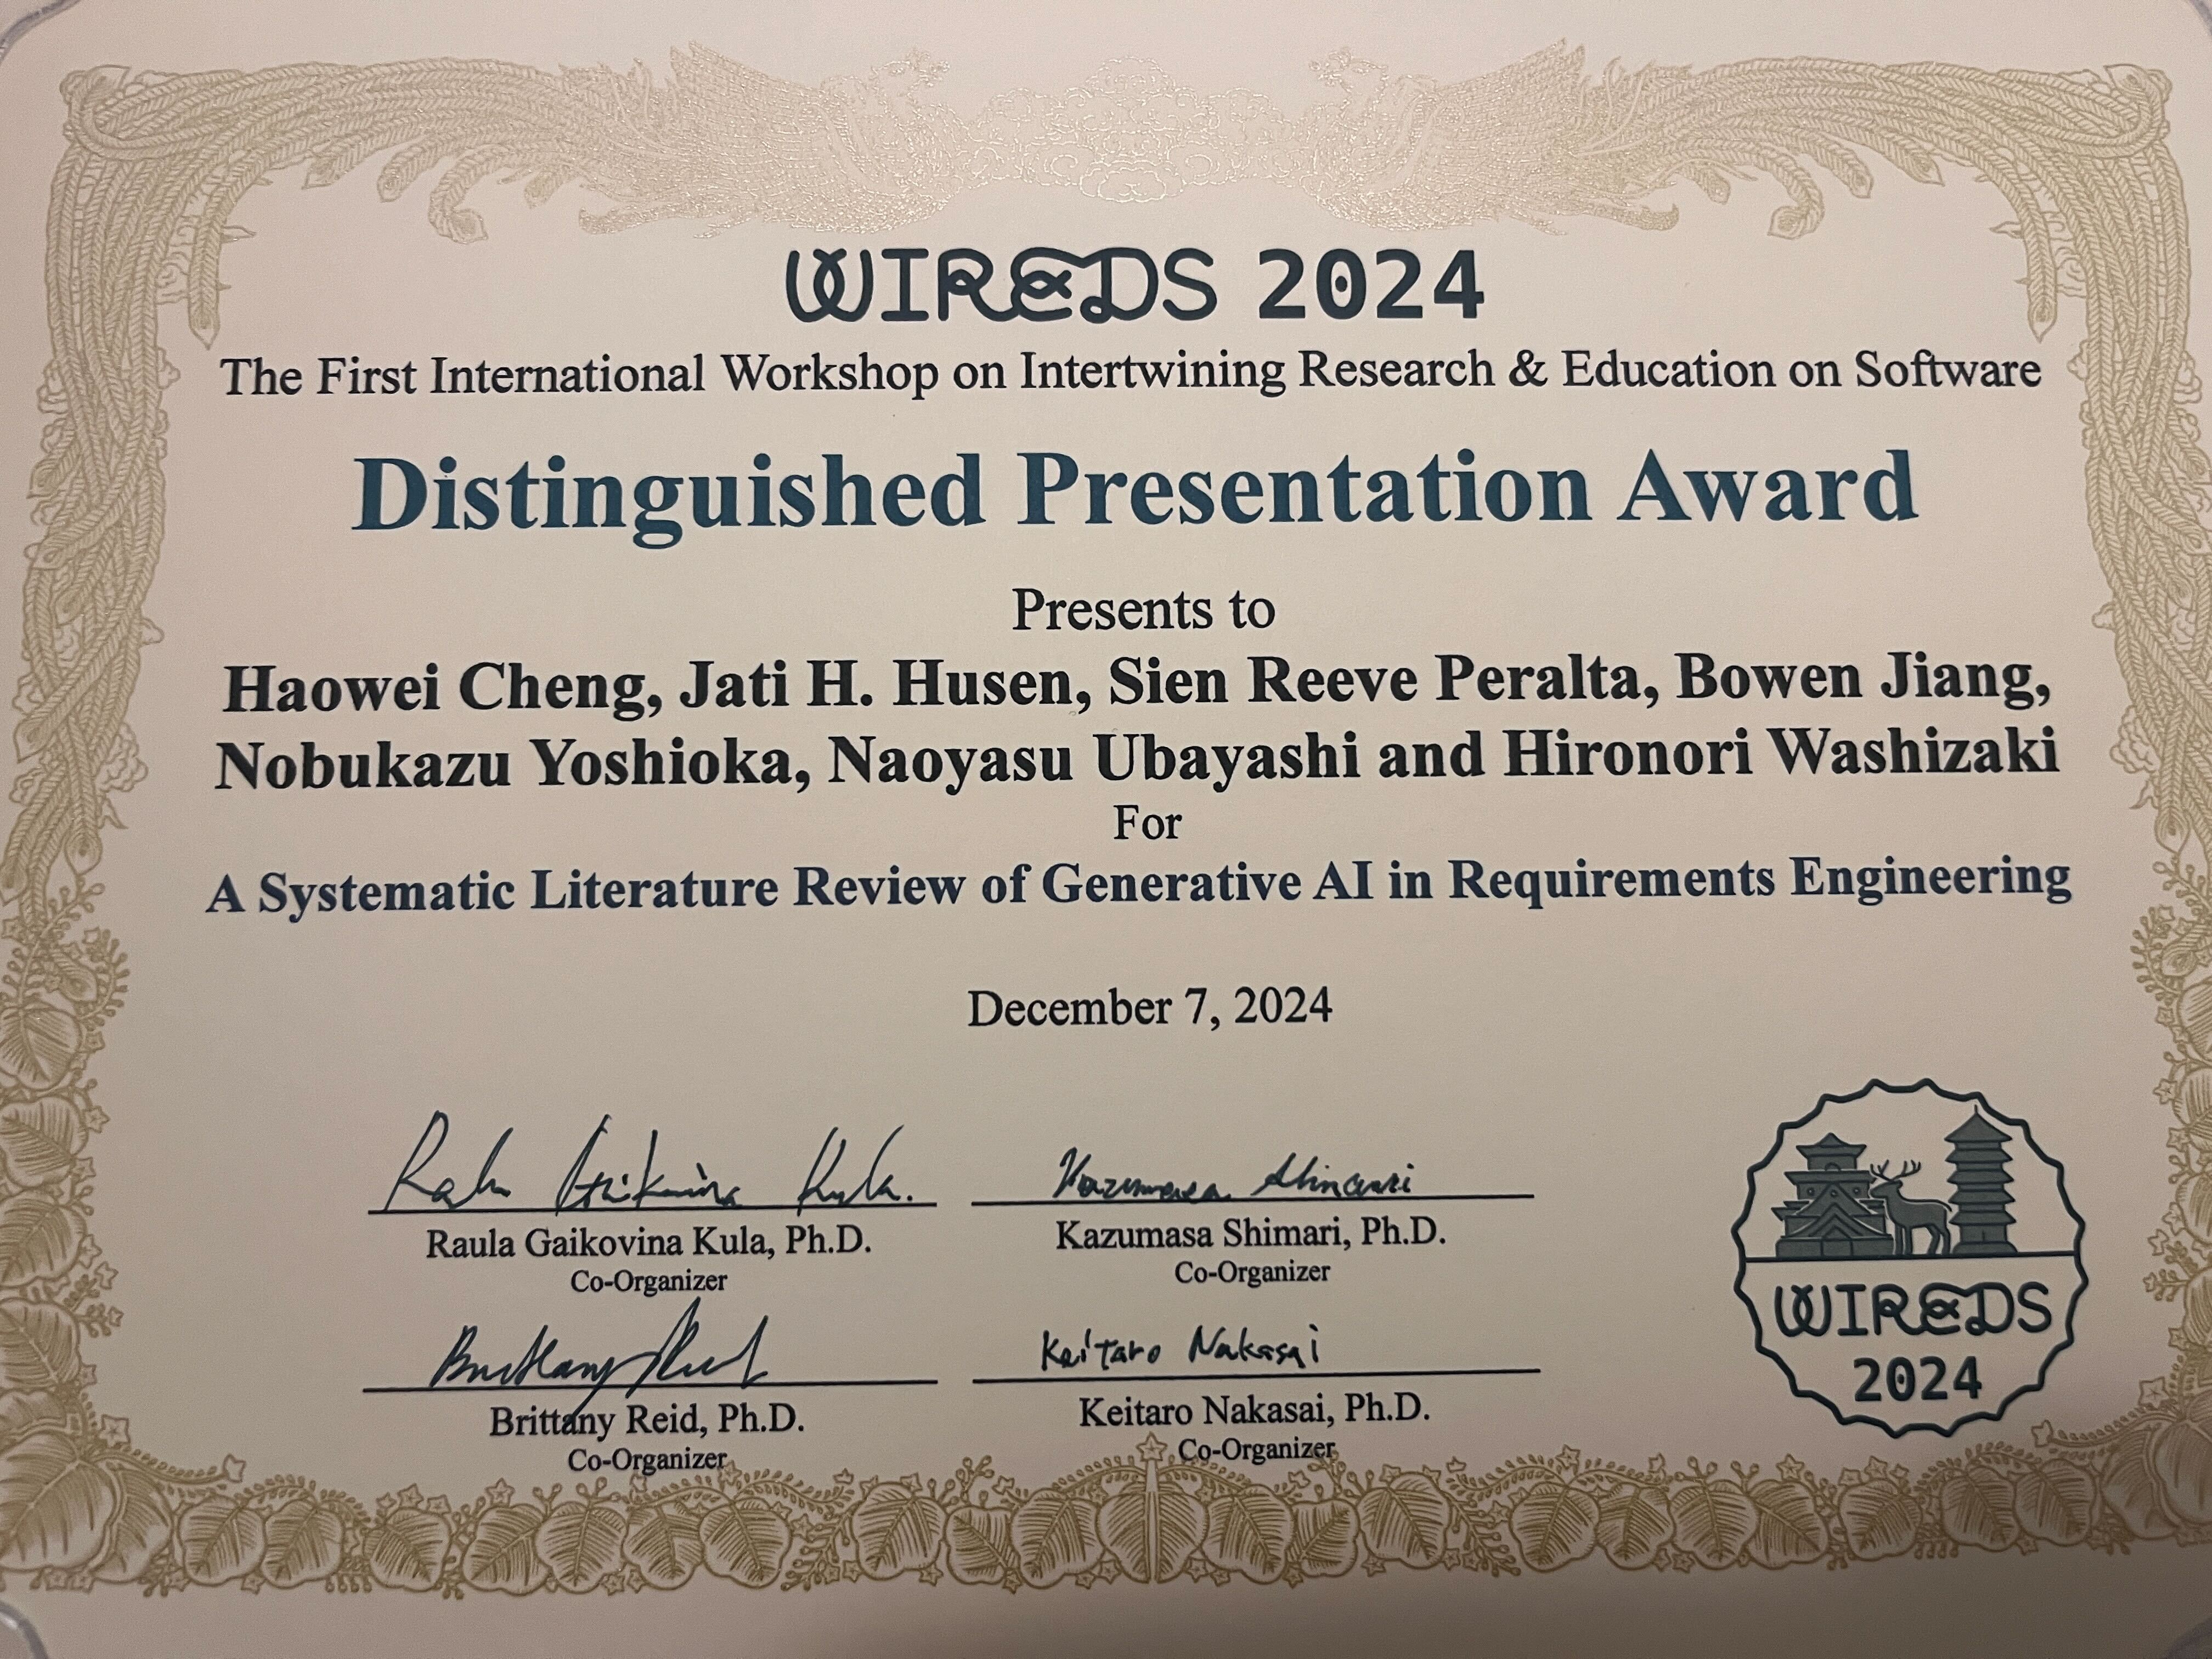 WIREDS 2024
The First International Workshop on Intertwining Research & Education on Software
Distinguished Presentation Award
Presents to
Haowei Cheng, Jati H. Husen, Sien Reeve Peralta, Bowen Jiang,
Nobukazu Yoshioka, Naoyasu Ubayashi and Hironori Washizaki
For
A Systematic Literature Review of Generative AI in Requirements Engineering
December 7, 2024
Raula Gaikovina Kula.
Raula Gaikovina Kula, Ph.D.
Co-Organizer
Kazumasa Shimari
Kazumasa Shimari, Ph.D.
Co-Organizer
Brittany Reid
Brittany Reid, Ph.D.
Co-Organizer
Keitaro Nakasai
Keitaro Nakasai, Ph.D.
Co-Organizer
WIREDS
2024